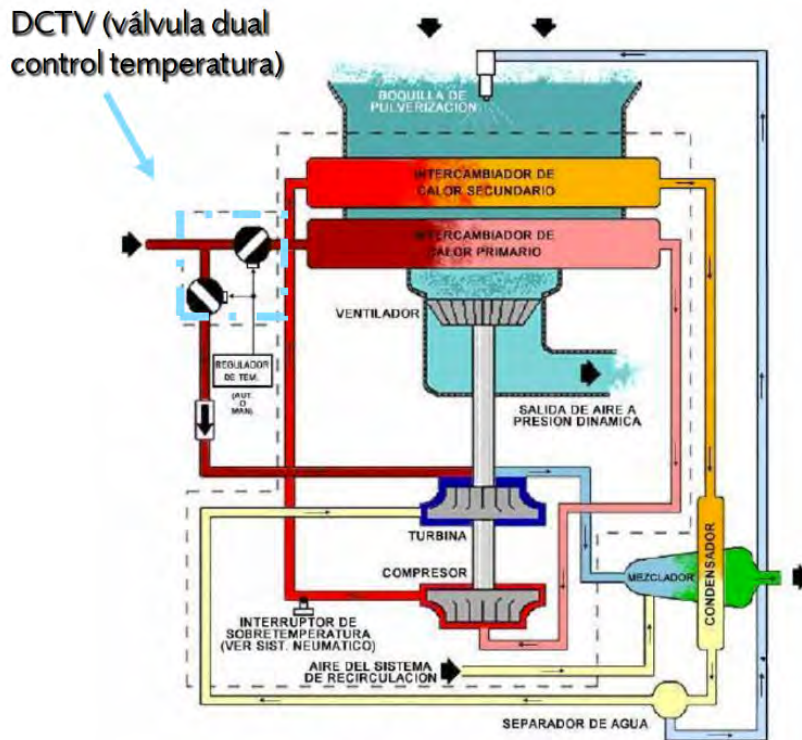 DCTV (válvula dual
control temperatura)
BOQUILLA DE
PULVERIZACION
INTERCAMBIADOR DE
CALOR SECUNDARIO
INTERCAMBIADOR DE
CALOR PRIMARIO
VENTILADOR
REGULADOR
DE TEM.
(AUT.
O
MAN)
SALIDA DE AIRE A
PRESION DINAMICA
TURBINA
COMPRESOR
MEZCLADOR
CONDENSADOR
INTERRUPTOR DE
SOBRETEMPERATURA
(VER SIST. NEUMATICO)
AIRE DEL SISTEMA
DE RECIRCULACION
SEPARADOR DE AGUA